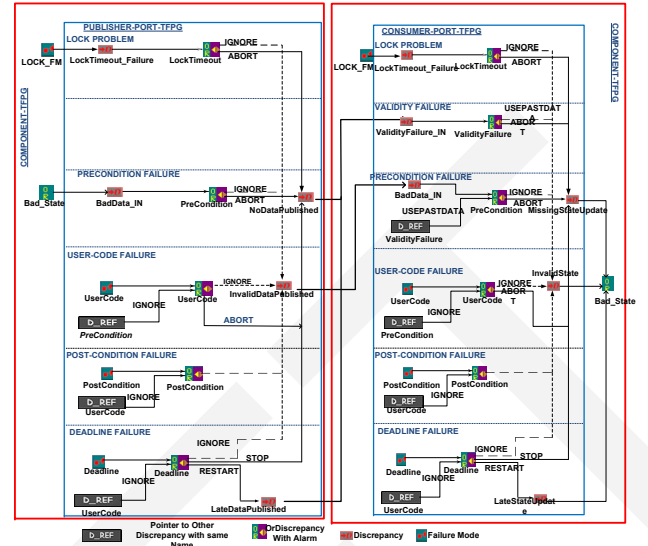 PUBLISHER-PORT-TFPG
LOCK PROBLEM
IGNORE
ABORT
LOCK_FM
LockTimeout_Failure
LockTimeout
COMPONENT-TFPG
PRECONDITION FAILURE
IGNORE
ABORT
Bad_State
BadData_IN
PreCondition
NoDataPublished
USER-CODE FAILURE
IGNORE
UserCode
UserCode
InvalidDataPublished
IGNORE
D_REF
PreCondition
ABORT
POST-CONDITION FAILURE
PostCondition
PostCondition
D_REF
IGNORE
UserCode
DEADLINE FAILURE
IGNORE
STOP
Deadline
Deadline
RESTART
IGNORE
D_REF
UserCode
LateDataPublished
CONSUMER-PORT-TFPG
LOCK PROBLEM
IGNORE
ABORT
LOCK_FM
LockTimeout_Failure
LockTimeout
COMPONENT-TFPG
VALIDITY FAILURE
USEPASTDAT
A
ABOR
T
ValidityFailure_IN
ValidityFailure
PRECONDITION FAILURE
BadData_IN
IGNORE
ABORT
USEPASTDATA
PreCondition
MissingStateUpdate
D_REF
ValidityFailure
USER-CODE FAILURE
InvalidState
IGNORE
ABOR
T
UserCode
UserCode
Bad_State
IGNORE
D_REF
PreCondition
POST-CONDITION FAILURE
PostCondition
PostCondition
D_REF
IGNORE
UserCode
DEADLINE FAILURE
IGNORE
STOP
Deadline
Deadline
RESTART
IGNORE
D_REF
UserCode
LateStateUpdat
e
D_REF
Pointer to Other
Discrepancy with same
Name
OrDiscrepancy
With Alarm
Discrepancy
Failure Mode